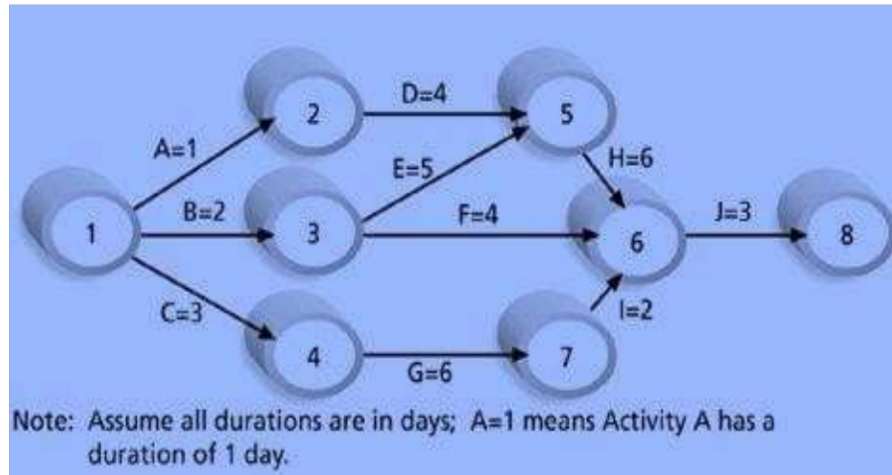 2
D=4
5
A=1
E=5
H=6
B=2
F=4
J=3
1
3
6
8
C=3
I=2
4
G=6
7
Note: Assume all durations are in days; A=1 means Activity A has a
duration of 1 day.